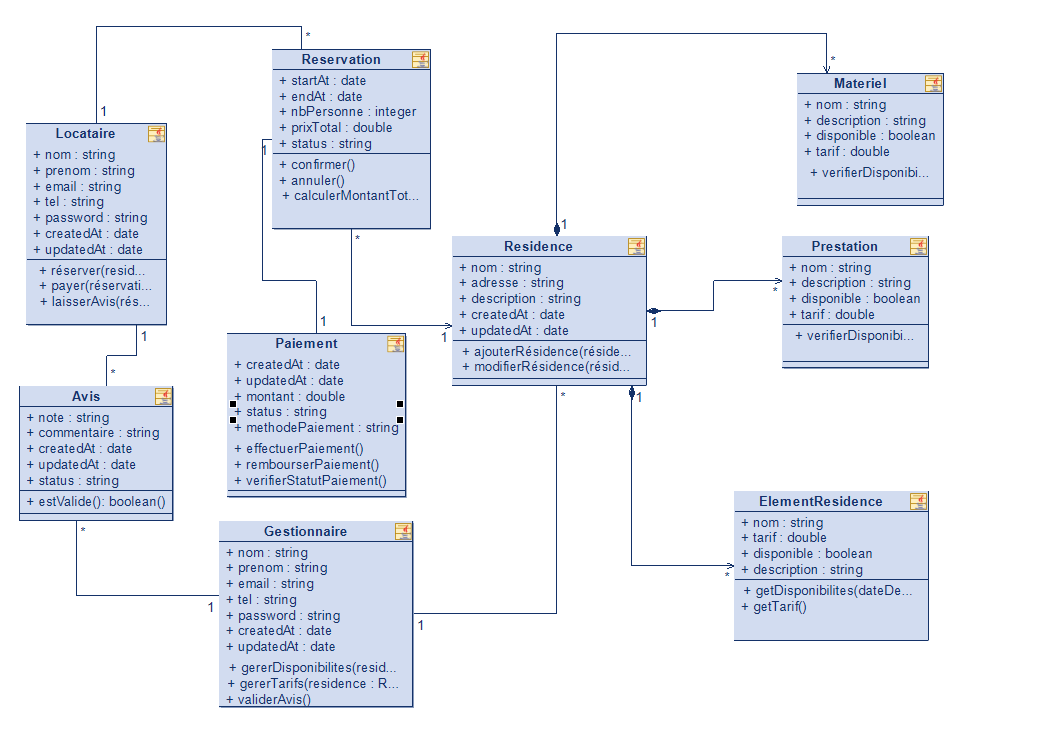 *
Reservation
+ startAt : date
+ endAt : date
+ nbPersonne : integer
+ prixTotal : double
+ status : string
+ confirmer()
+ annuler()
+ calculerMontantTot...
*
Materiel
+ nom : string
+ description : string
+ disponible : boolean
+ tarif : double
+ verifierDisponibi...
1
Locataire
+ nom : string
+ prenom : string
+ email : string
+ tel : string
+ password : string
+ createdAt : date
+ updatedAt : date
+ réserver(resid...
+ payer(réservati...
+ laisserAvis(rés...
1
1
*
1
Residence
+ nom : string
+ adresse : string
+ description : string
+ createdAt : date
+ updatedAt : date
+ ajouterRésidence(réside...
+ modifierRésidence(résid...
1
*
Prestation
+ nom : string
+ description : string
+ disponible : boolean
+ tarif : double
+ verifierDisponibi...
1
1
Paiement
+ createdAt : date
+ updatedAt : date
+ montant : double
+ status : string
+ methodePaiement : string
+ effectuerPaiement()
+ rembourserPaiement()
+ verifierStatutPaiement()
*
Avis
+ note : string
+ commentaire : string
+ createdAt : date
+ updatedAt : date
+ status : string
+ estValide(): boolean()
*
*
1
ElementResidence
+ nom : string
+ tarif : double
+ disponible : boolean
+ description : string
+ getDisponibilites(dateDe...
+ getTarif()
*
Gestionnaire
+ nom : string
+ prenom : string
+ email : string
+ tel : string
+ password : string
+ createdAt : date
+ updatedAt : date
+ gererDisponibilites(resid...
+ gererTarifs(residence : R...
+ validerAvis()
1
1